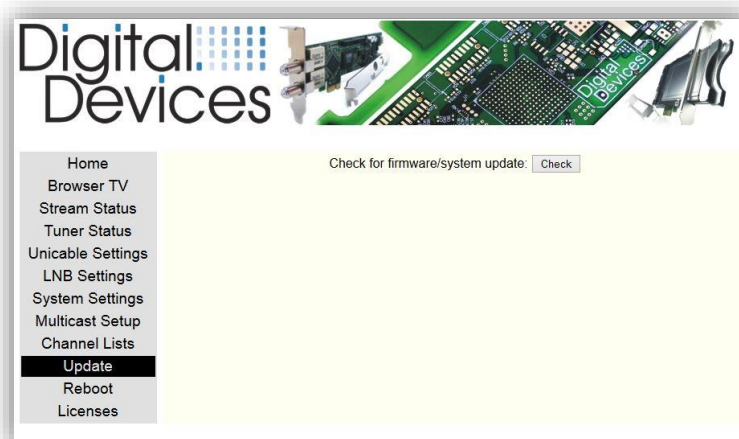 Digital
Devices
Digital
Devices
Home
Browser TV
Stream Status
Tuner Status
Unicable Settings
LNB Settings
System Settings
Multicast Setup
Channel Lists
Update
Reboot
Licenses
Check for firmware/system update: Check